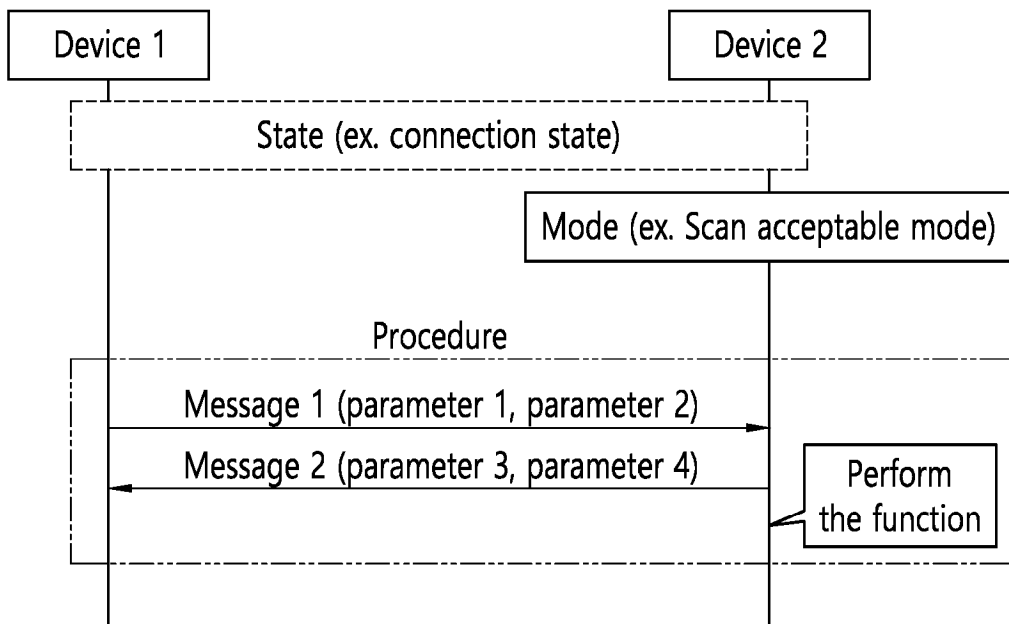 Device 1
Device 2
State (ex. connection state)
Mode (ex. Scan acceptable mode)
Procedure
Message 1 (parameter 1, parameter 2)
Message 2 (parameter 3, parameter 4)
Perform
the function